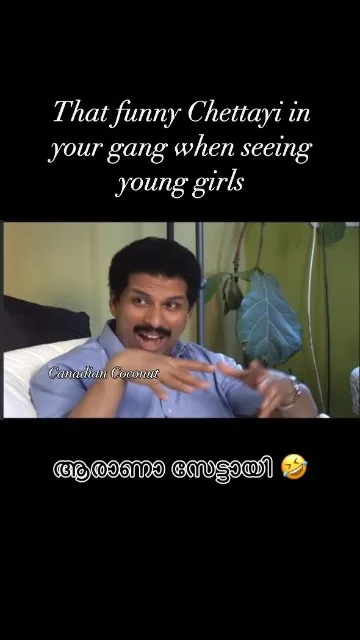 That funny Chettayi in
your gang when seeing
young girls
Canadian Coconut
ആരാണാ സേട്ടായി 🤣